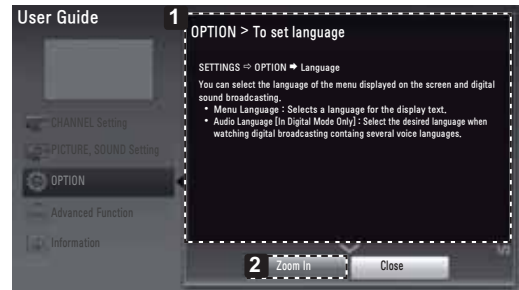 User Guide
1
OPTION > To set language
SETTINGS ⇨ OPTION ➡ Language
You can select the language of the menu displayed on the screen and digital
sound broadcasting.
• Menu Language : Selects a language for the display text.
• Audio Language [In Digital Mode Only] : Select the desired language when
watching digital broadcasting containg several voice languages.
CHANNEL Setting
PICTURE, SOUND Setting
OPTION
Advanced Function
Information
2
Zoom In
Close